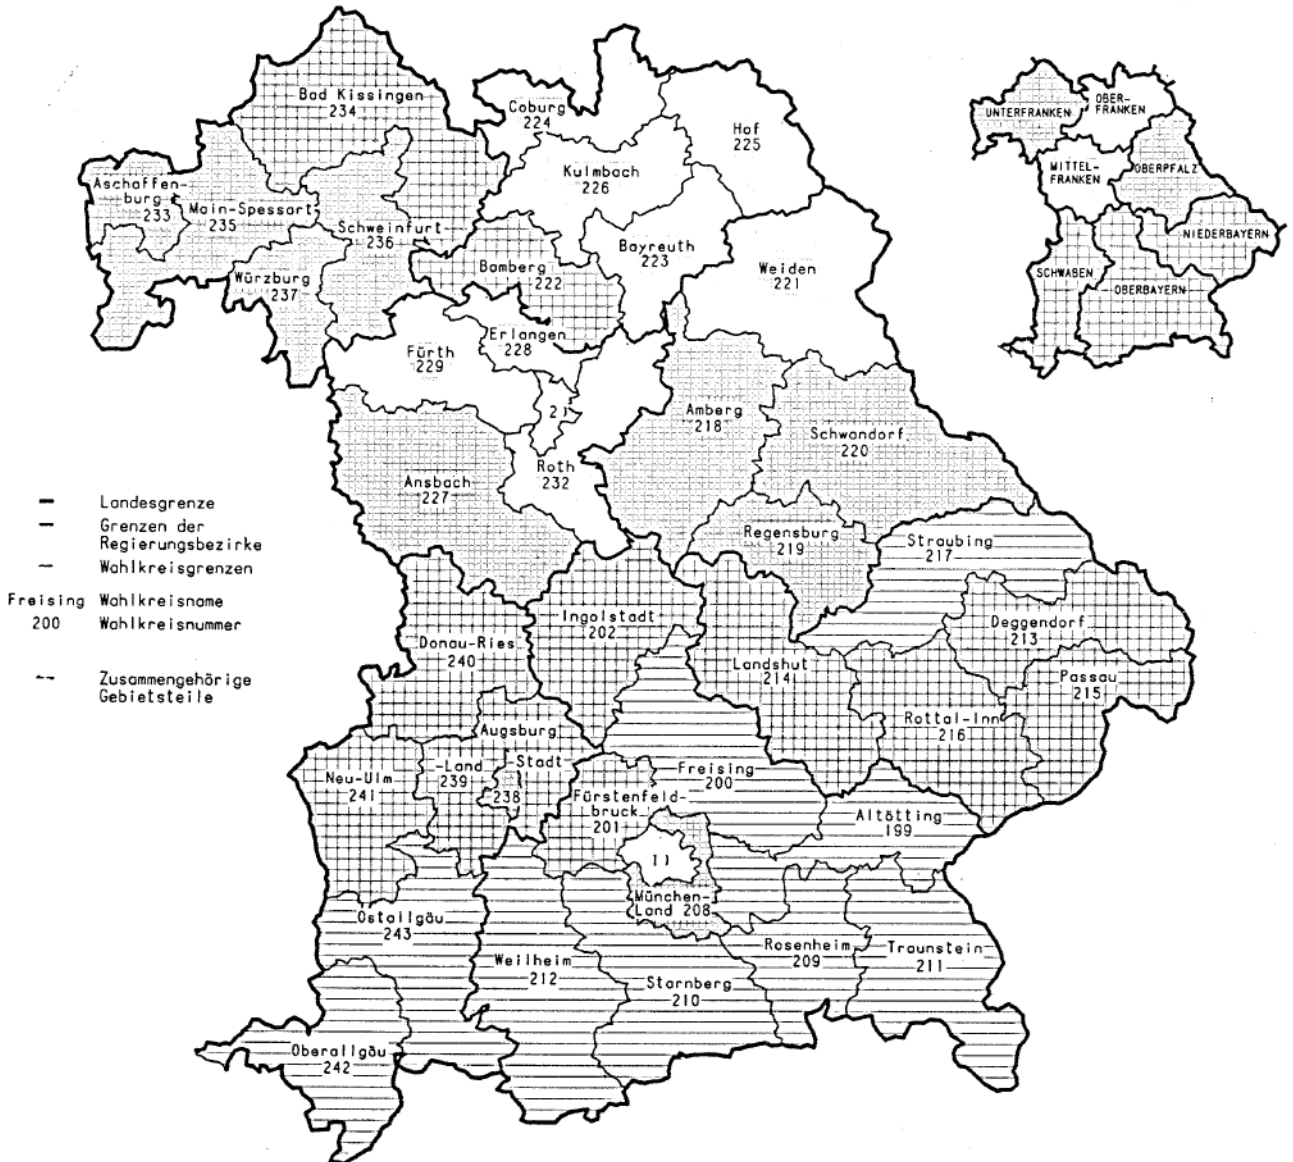 Bad Kissingen
234
Coburg
224
Hof
225
Kulmbach
226
Aschaffen-
burg
233
Main-Spessart
235
Schweinfurt
236
Würzburg
237
Bamberg
222
Bayreuth
223
Weiden
221
Erlangen
228
Fürth
229
2)
Roth
232
Ansbach
227
Amberg
218
Schwandorf
220
Regensburg
219
Straubing
217
Deggendorf
213
Passau
215
Landshut
214
Rottal-Inn
216
Ingolstadt
202
Donau-Ries
240
Augsburg
-Land
239
-Stadt
238
Neu-Ulm
241
Freising
200
Fürstenfeld-
bruck
201
Altötting
199
1)
München-
Land 208
Ostallgäu
243
Weilheim
212
Starnberg
210
Rosenheim
209
Traunstein
211
Oberallgäu
242
UNTERFRANKEN
OBER-
FRANKEN
MITTEL-
FRANKEN
OBERPFALZ
NIEDERBAYERN
SCHWABEN
OBERBAYERN
Landesgrenze
Grenzen der
Regierungsbezirke
Wahlkreisgrenzen
Freising Wahlkreisname
200 Wahlkreisnummer
Zusammengehörige
Gebietsteile